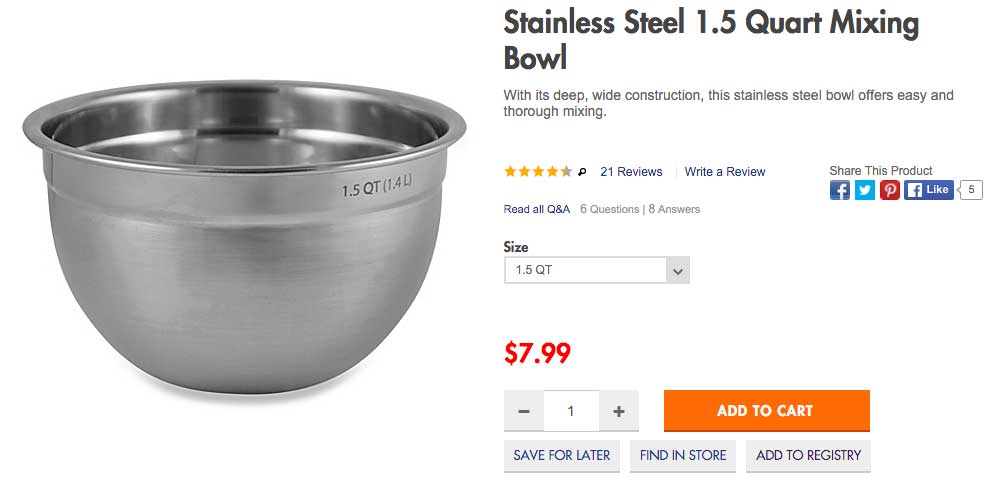 Stainless Steel 1.5 Quart Mixing
Bowl
With its deep, wide construction, this stainless steel bowl offers easy and
thorough mixing.
21 Reviews
Write a Review
Share This Product
f
P
f Like
5
Read all Q&A 6 Questions | 8 Answers
1.5 QT (1.4 L)
Size
1.5 QT
$7.99
− 1 +
ADD TO CART
SAVE FOR LATER
FIND IN STORE
ADD TO REGISTRY